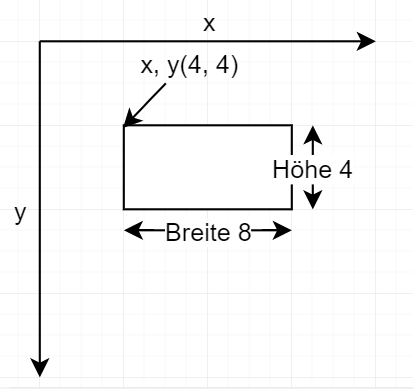 x
x, y(4, 4)
Höhe 4
y
Breite 8